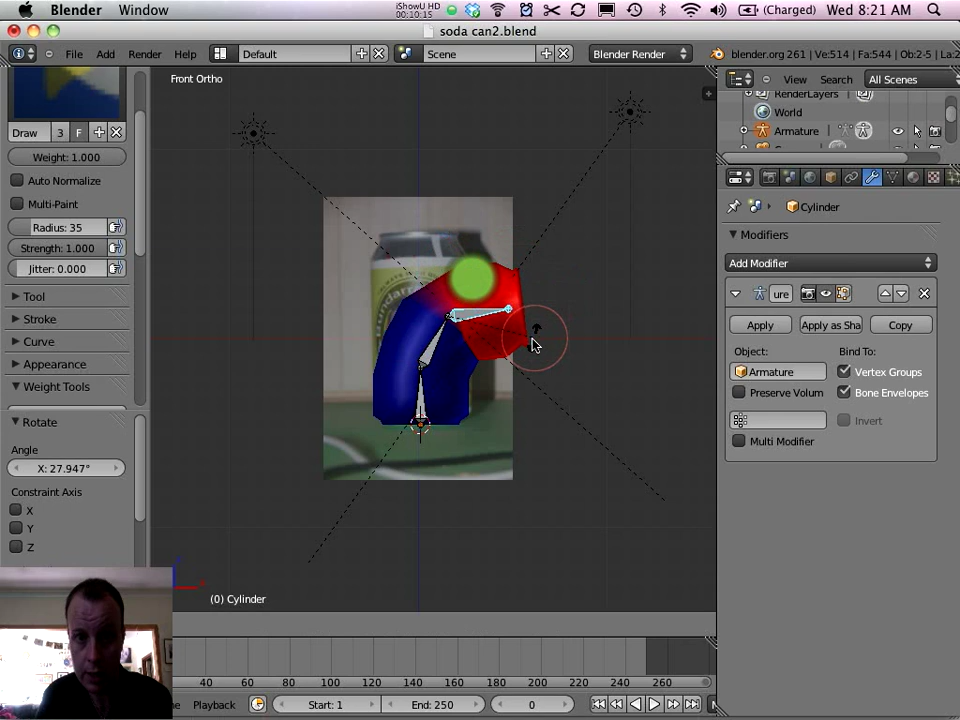 Blender Window
iShowU HD
00:10:15
(Charged) Wed 8:21 AM
soda can2.blend
File Add Render Help
Default
Scene
Blender Render
blender.org 261 | Ve:514 | Fa:544 | Ob:2-5 | La:2
Front Ortho
View Search All Scenes
RenderLayers
World
Armature
Draw 3 F
Weight: 1.000
Auto Normalize
Multi-Paint
Radius: 35
Strength: 1.000
Jitter: 0.000
Tool
Stroke
Curve
Appearance
Weight Tools
Rotate
Angle
X: 27.947°
Constraint Axis
X
Y
Z
Cylinder
Modifiers
Add Modifier
ure
Apply Apply as Sha Copy
Object: Bind To:
Armature Vertex Groups
Preserve Volum Bone Envelopes
Invert
Multi Modifier
(0) Cylinder
40 60 80 100 120 140 160 180 200 220 240 260
me Playback Start: 1 End: 250 0